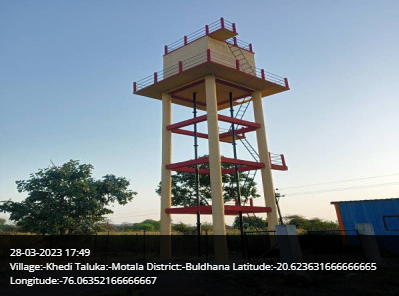 28-03-2023 17:49
Village:-Khedi Taluka:-Motala District:-Buldhana Latitude:-20.623631666666665
Longitude:-76.06352166666667